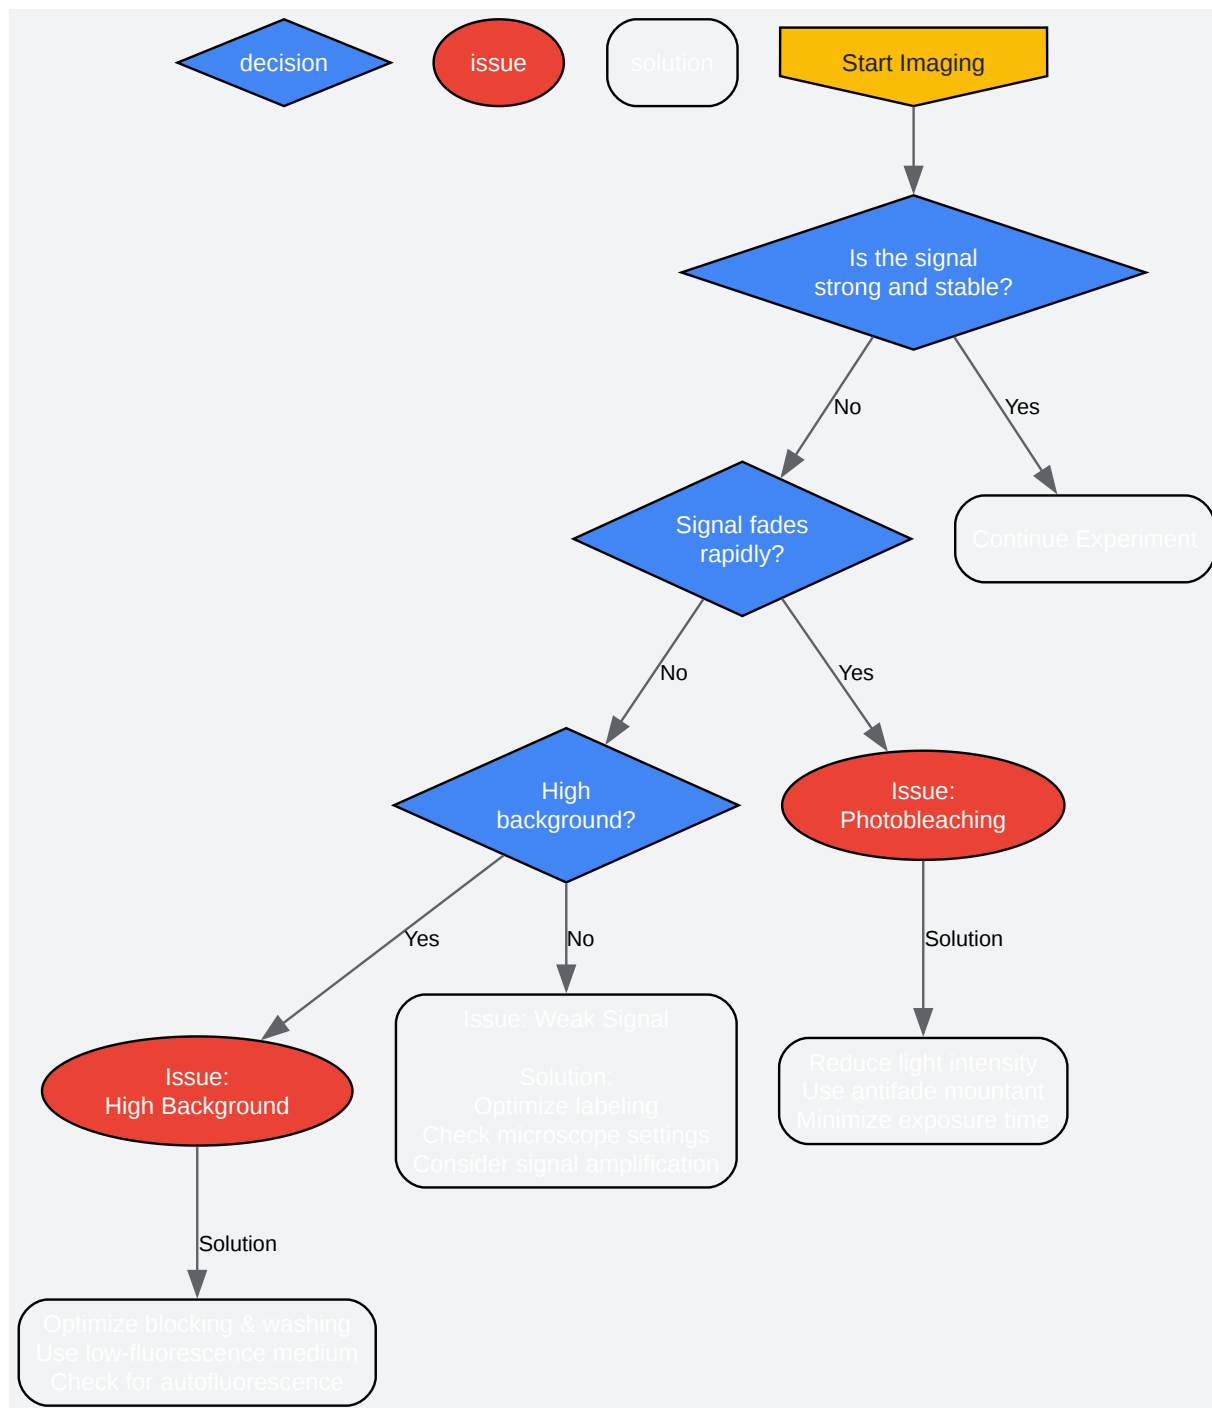 decision
issue
solution
Start Imaging
Is the signal
strong and stable?
No
Yes
Signal fades
rapidly?
Continue Experiment
No
Yes
High
background?
Issue:
Photobleaching
Yes
No
Solution
Issue: Weak Signal
Solution:
Optimize labeling
Check microscope settings
Consider signal amplification
Reduce light intensity
Use antifade mountant
Minimize exposure time
Issue:
High Background
Solution
Optimize blocking & washing
Use low-fluorescence medium
Check for autofluorescence